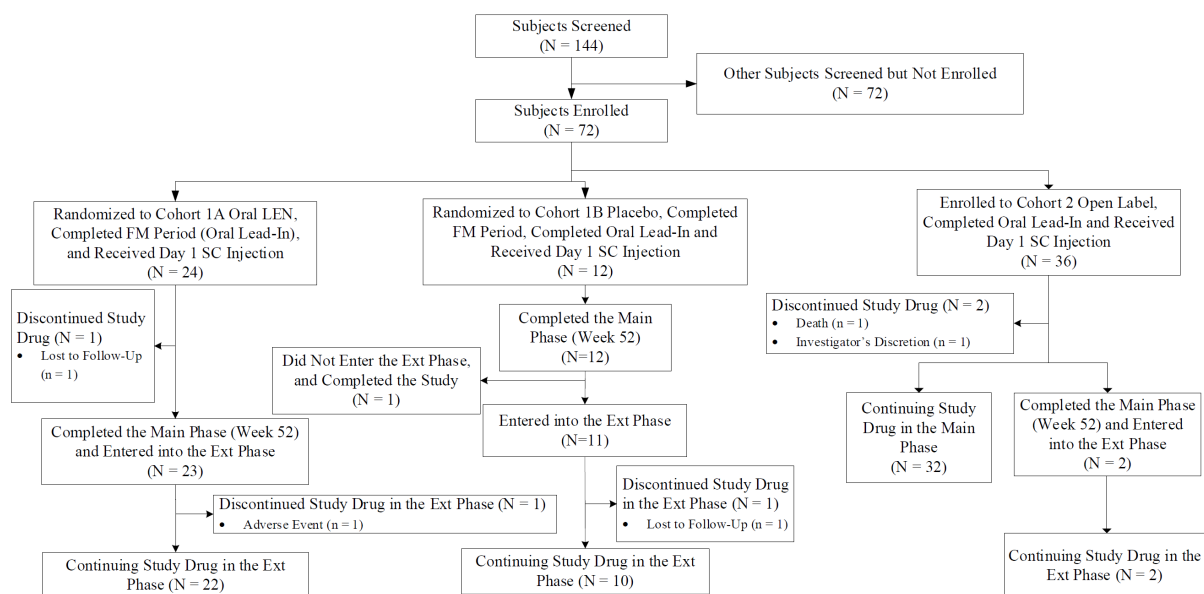 Subjects Screened
(N = 144)
Other Subjects Screened but Not Enrolled
(N = 72)
Subjects Enrolled
(N = 72)
Randomized to Cohort 1A Oral LEN,
Completed FM Period (Oral Lead-In),
and Received Day 1 SC Injection
(N = 24)
Randomized to Cohort 1B Placebo, Completed
FM Period, Completed Oral Lead-In and
Received Day 1 SC Injection
(N = 12)
Enrolled to Cohort 2 Open Label,
Completed Oral Lead-In and Received
Day 1 SC Injection
(N = 36)
Discontinued Study
Drug (N = 1)
• Lost to Follow-Up
(n = 1)
Completed the Main
Phase (Week 52)
(N=12)
Discontinued Study Drug (N = 2)
• Death (n = 1)
• Investigator's Discretion (n = 1)
Did Not Enter the Ext Phase,
and Completed the Study
(N = 1)
Completed the Main Phase (Week 52)
and Entered into the Ext Phase
(N = 23)
Entered into the Ext Phase
(N=11)
Continuing Study
Drug in the Main
Phase
(N = 32)
Completed the Main Phase
(Week 52) and Entered
into the Ext Phase
(N = 2)
Discontinued Study Drug in the Ext Phase (N = 1)
• Adverse Event (n = 1)
Discontinued Study Drug
in the Ext Phase (N = 1)
• Lost to Follow-Up (n = 1)
Continuing Study Drug in the Ext
Phase (N = 22)
Continuing Study Drug in the Ext
Phase (N = 10)
Continuing Study Drug in
the Ext Phase (N = 2)